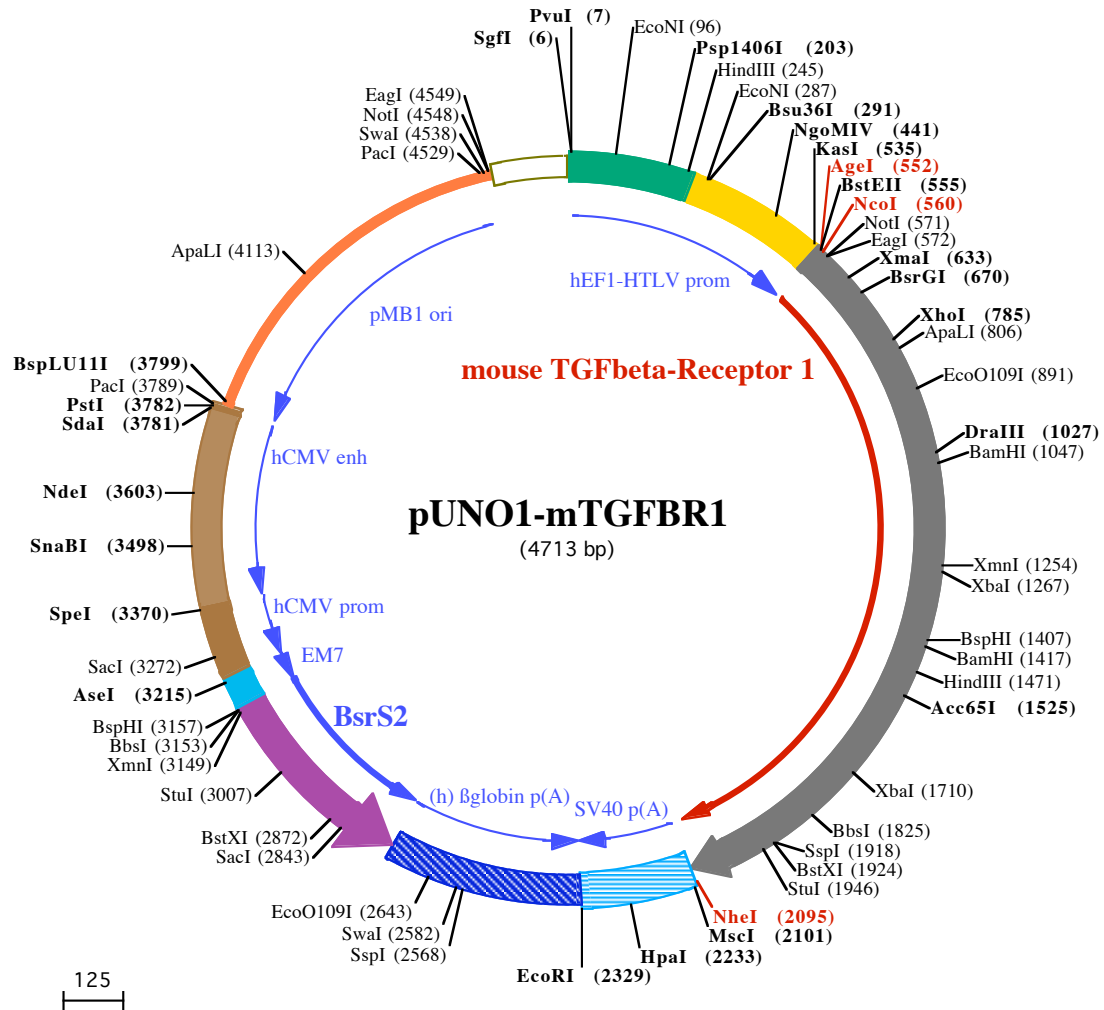 PvuI (7)
SgfI (6)
EcoNI (96)
Psp1406I (203)
HindIII (245)
EcoNI (287)
Bsu36I (291)
NgoMIV (441)
KasI (535)
AgeI (552)
BstEII (555)
NcoI (560)
NotI (571)
EagI (572)
XmaI (633)
BsrGI (670)
XhoI (785)
ApaLI (806)
EcoO109I (891)
DraIII (1027)
BamHI (1047)
XmnI (1254)
XbaI (1267)
BspHI (1407)
BamHI (1417)
HindIII (1471)
Acc65I (1525)
XbaI (1710)
BbsI (1825)
SspI (1918)
BstXI (1924)
StuI (1946)
NheI (2095)
MscI (2101)
HpaI (2233)
EcoRI (2329)
SspI (2568)
SwaI (2582)
EcoO109I (2643)
SacI (2843)
BstXI (2872)
StuI (3007)
XmnI (3149)
BbsI (3153)
BspHI (3157)
AseI (3215)
SacI (3272)
SpeI (3370)
SnaBI (3498)
NdeI (3603)
SdaI (3781)
PstI (3782)
PacI (3789)
BspLU11I (3799)
ApaLI (4113)
PacI (4529)
SwaI (4538)
NotI (4548)
EagI (4549)
hEF1-HTLV prom
pMB1 ori
mouse TGFbeta-Receptor 1
hCMV enh
pUNO1-mTGFBR1
(4713 bp)
hCMV prom
EM7
BsrS2
(h) ßglobin p(A)
SV40 p(A)
125